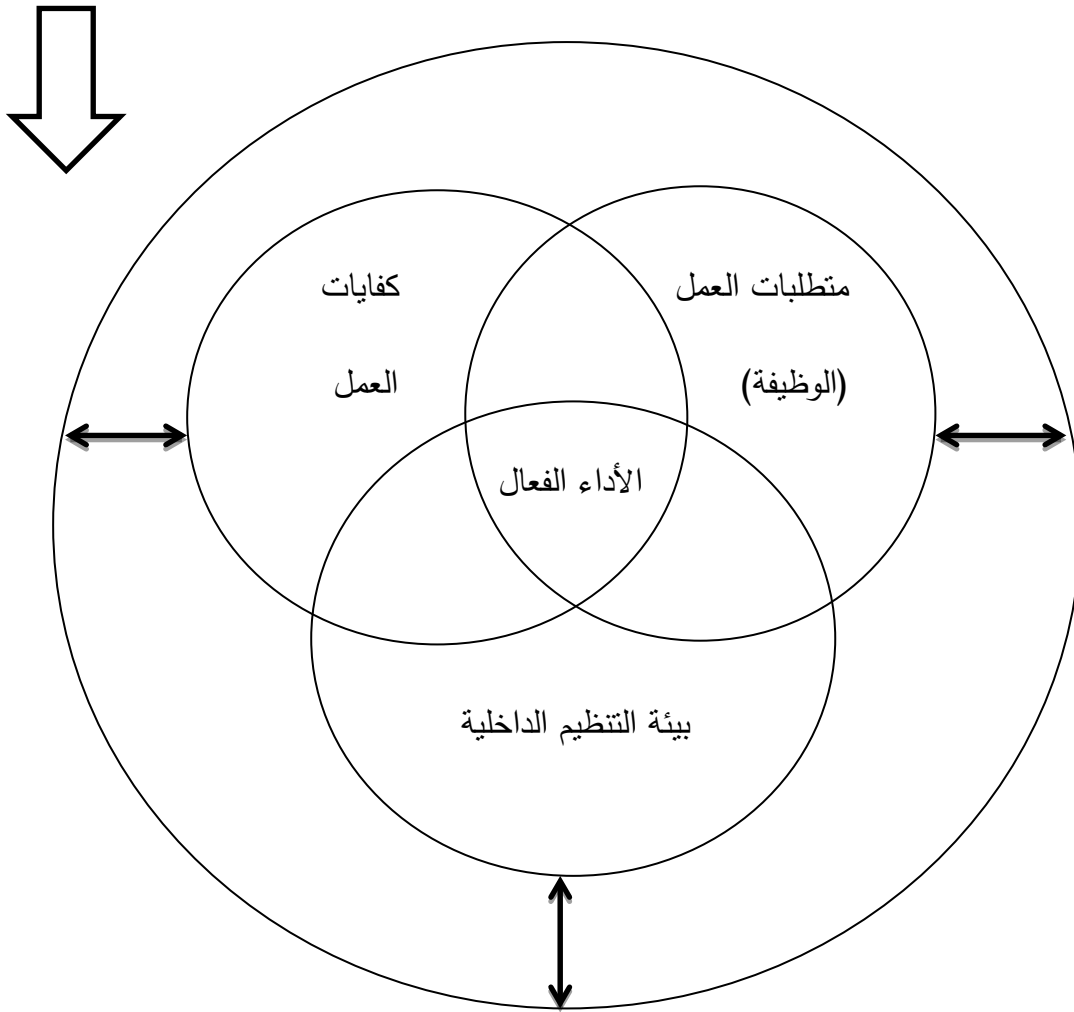 متطلبات العمل
(الوظيفة)
كفايات
العمل
الأداء الفعال
بيئة التنظيم الداخلية